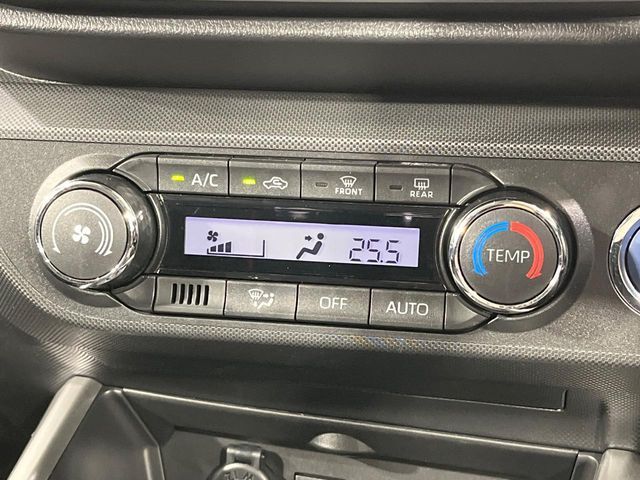 A/C
FRONT
REAR
25.5
TEMP
OFF
AUTO